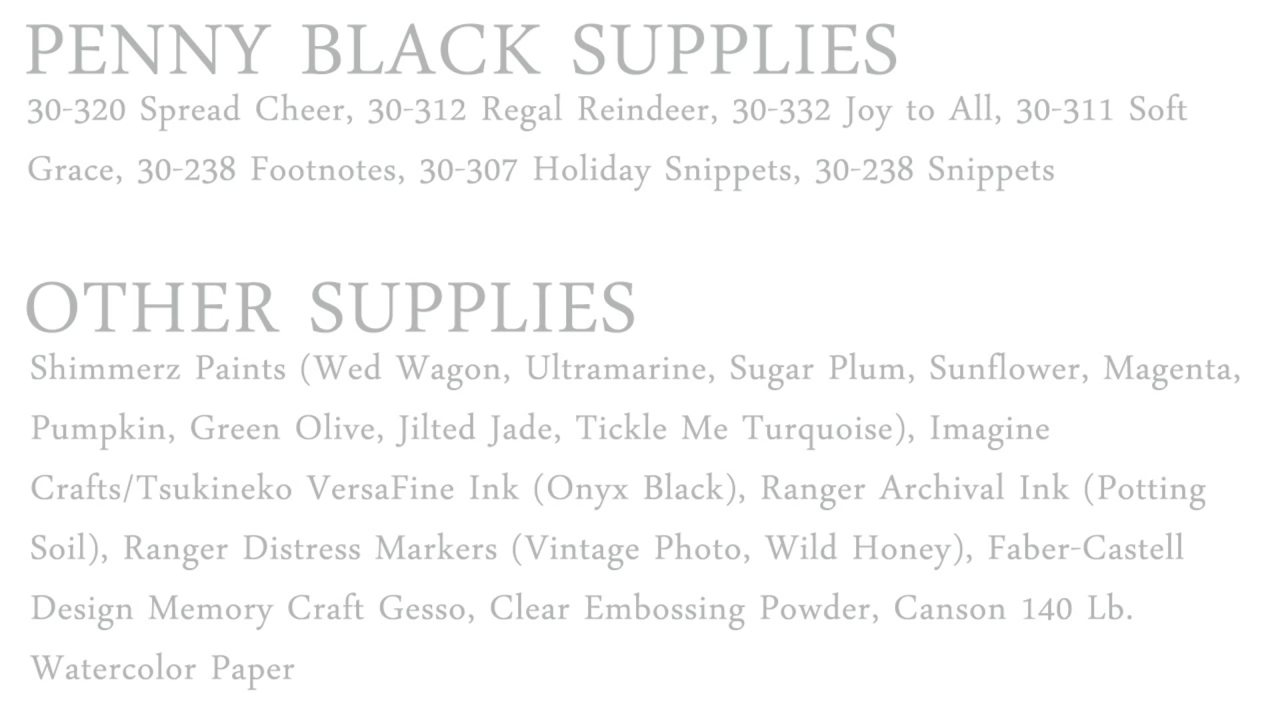 PENNY BLACK SUPPLIES
30-320 Spread Cheer, 30-312 Regal Reindeer, 30-332 Joy to All, 30-311 Soft
Grace, 30-238 Footnotes, 30-307 Holiday Snippets, 30-238 Snippets
OTHER SUPPLIES
Shimmerz Paints (Wed Wagon, Ultramarine, Sugar Plum, Sunflower, Magenta,
Pumpkin, Green Olive, Jilted Jade, Tickle Me Turquoise), Imagine
Crafts/Tsukineko VersaFine Ink (Onyx Black), Ranger Archival Ink (Potting
Soil), Ranger Distress Markers (Vintage Photo, Wild Honey), Faber-Castell
Design Memory Craft Gesso, Clear Embossing Powder, Canson 140 Lb.
Watercolor Paper